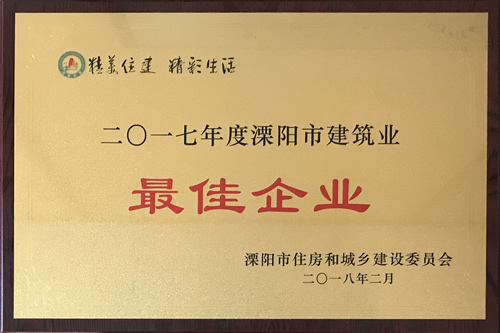 精美住建 精彩生活
二〇一七年度溧阳市建筑业
最佳企业
溧阳市住房和城乡建设委员会
二〇一八年二月